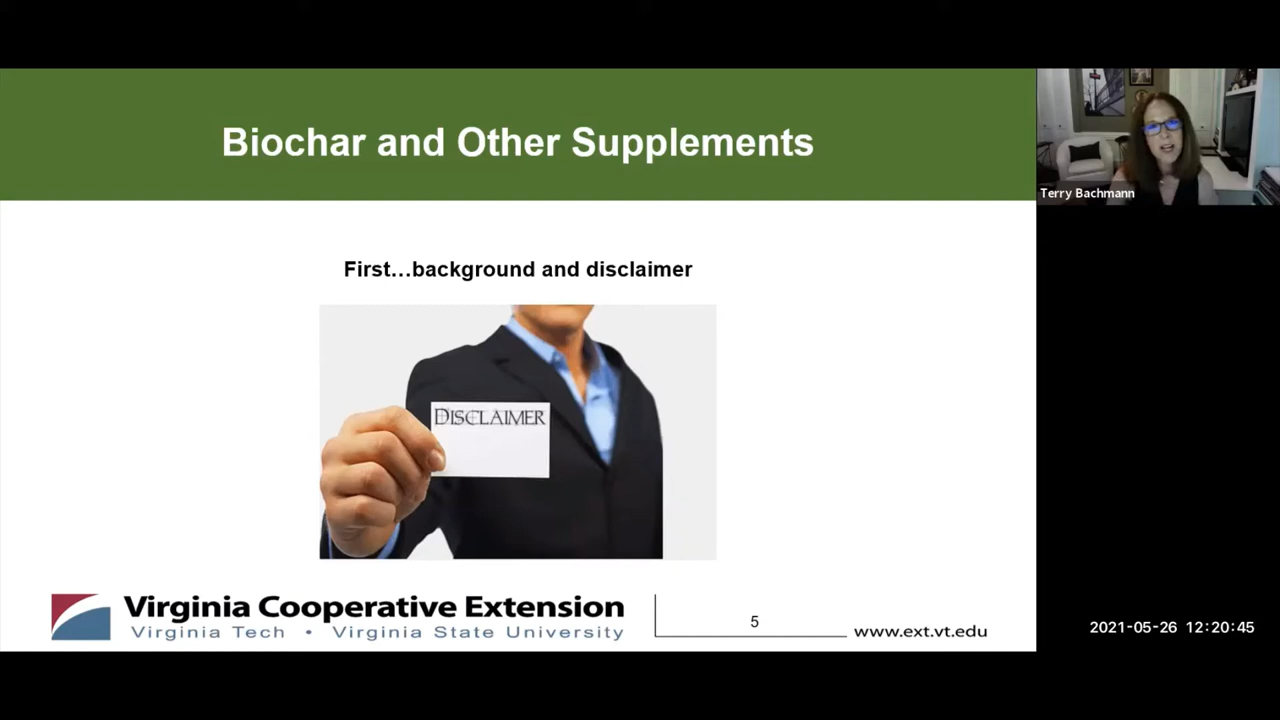 Biochar and Other Supplements
Terry Bachmann
First…background and disclaimer
DISCLAIMER
Virginia Cooperative Extension
Virginia Tech • Virginia State University
5
www.ext.vt.edu
2021-05-26 12:20:45